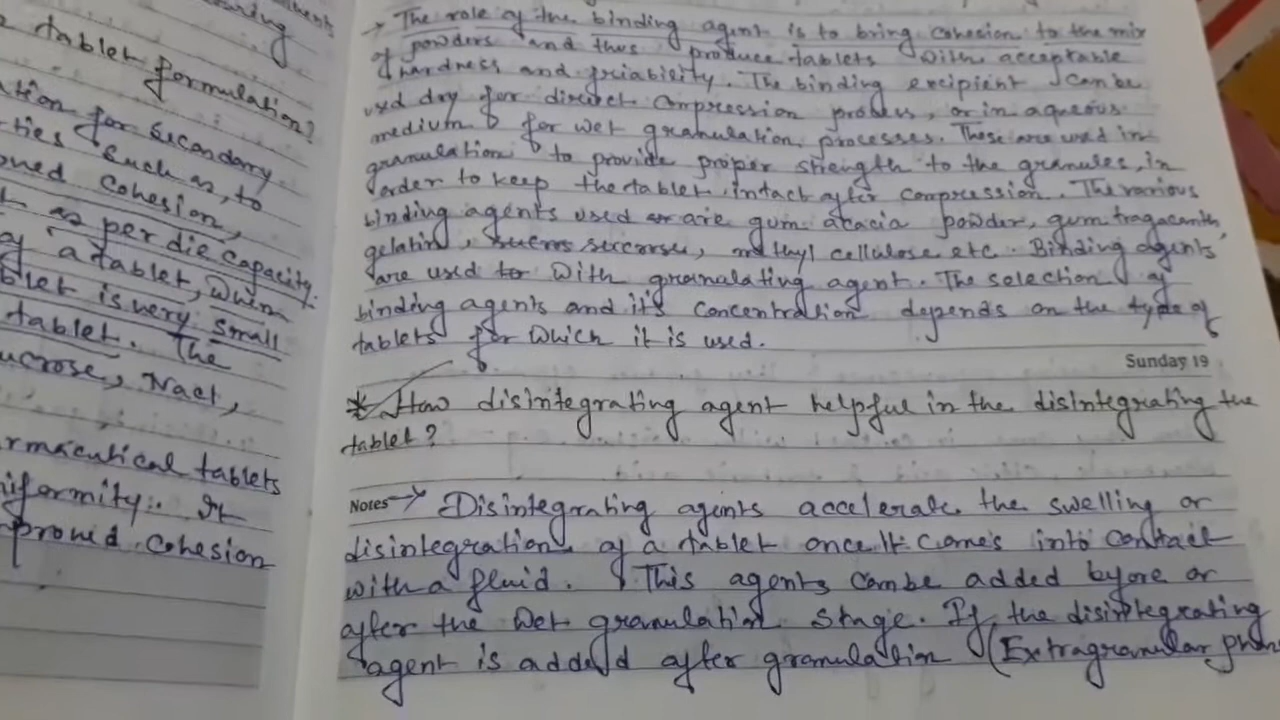 tablet formulation?
ation for secondary
ties such as, to
oved cohesion,
as per die capacity.
of a tablet, when
blet is very small
tablet. The
ucrose, Nacl,
rmacutical tablets
niformity. It
provid cohesion
→ The role of the binding agent is to bring cohesion to the mix
of powders and thus produce tablets with acceptable
hardness and friability. The binding excipient can be
used dry for direct compression process, or in aqueous
medium for wet granulation processes. These are used in
granulation to provide proper strength to the granules, in
order to keep the tablet intact after compression. The various
binding agents used are gum acacia powder, gum tragacanth,
gelatin, methyl cellulose etc. Binding agents
are used to with granulating agent. The selection of
binding agents and it's concentration depends on the type of
tablets for which it is used.
Sunday 19
* How disintegrating agent helpful in the disintegrating the
tablet?
Notes → Disintegrating agents accelerate the swelling or
disintegration of a tablet once It comes into contact
with a fluid. This agents can be added before or
after the wet granulation stage. If the disintegrating
agent is added after granulation (Extragranular